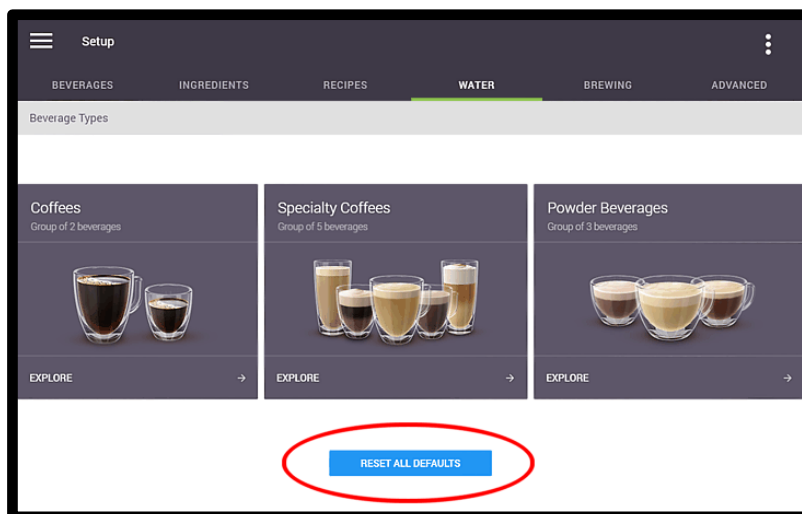 Setup
BEVERAGES INGREDIENTS RECIPES WATER BREWING ADVANCED
Beverage Types
Coffees
Group of 2 beverages
EXPLORE
Specialty Coffees
Group of 5 beverages
EXPLORE
Powder Beverages
Group of 3 beverages
EXPLORE
RESET ALL DEFAULTS